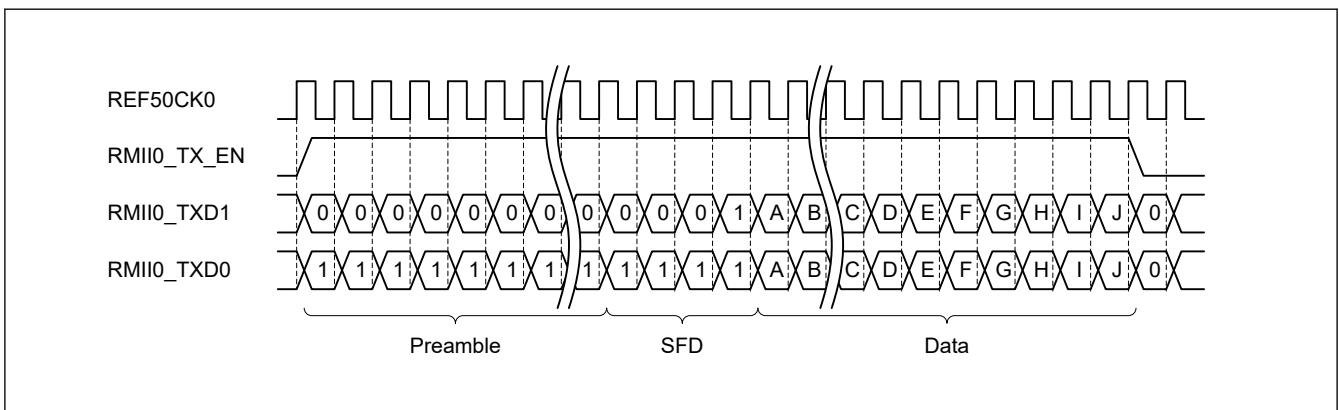 REF50CK0
RMII0_TX_EN
RMII0_TXD1 0 0 0 0 0 0 0 0 0 0 0 1 A B C D E F G H I J 0
RMII0_TXD0 1 1 1 1 1 1 1 1 1 1 1 1 A B C D E F G H I J 0
Preamble SFD Data